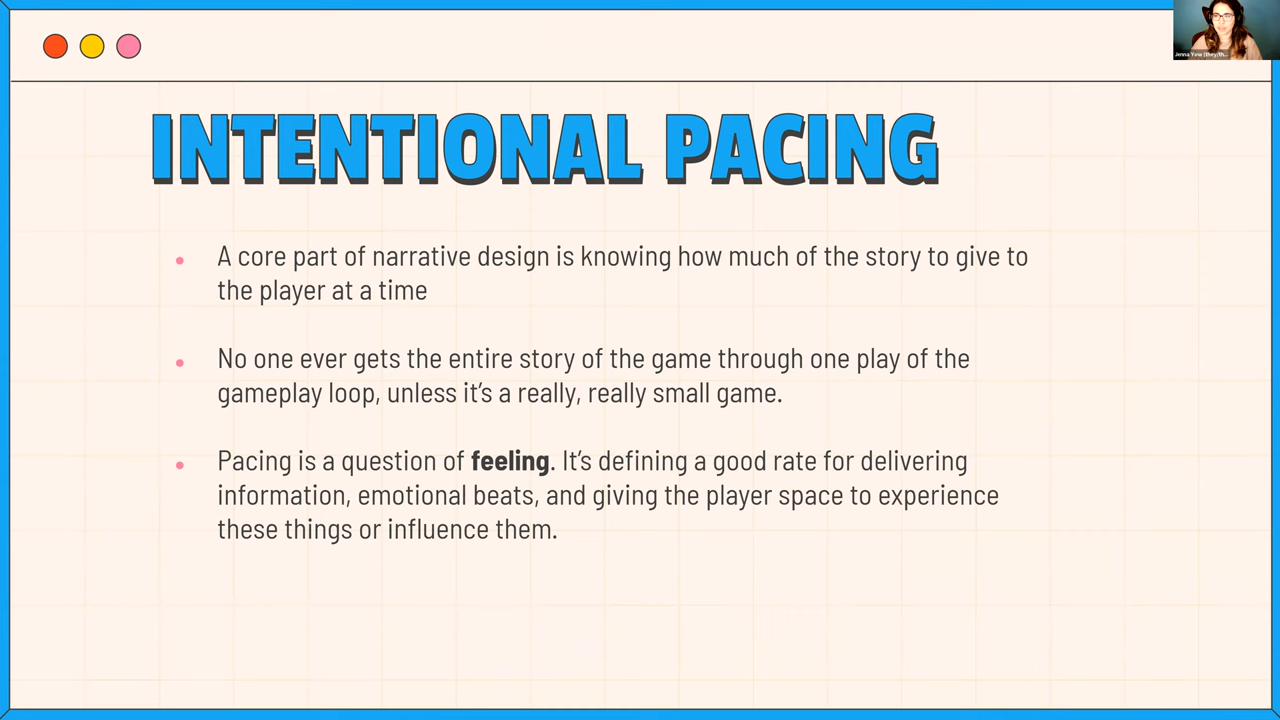 INTENTIONAL PACING
A core part of narrative design is knowing how much of the story to give to
the player at a time
No one ever gets the entire story of the game through one play of the
gameplay loop, unless it's a really, really small game.
Pacing is a question of feeling. It's defining a good rate for delivering
information, emotional beats, and giving the player space to experience
these things or influence them.